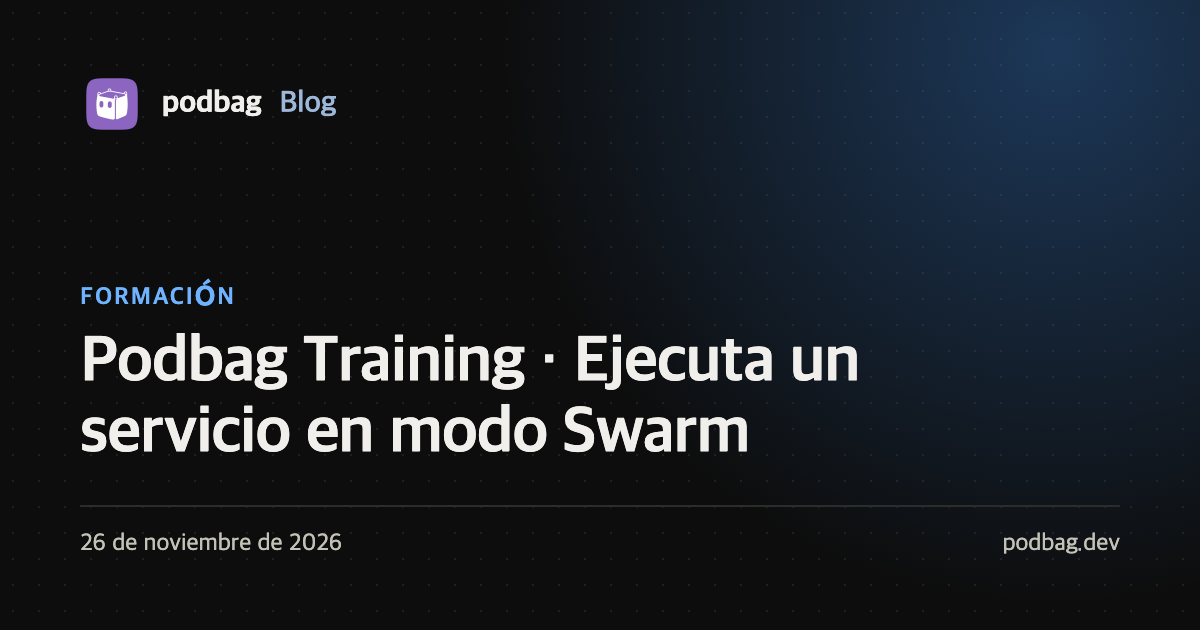 podbag Blog
FORMACIÓN
Podbag Training · Ejecuta un
servicio en modo Swarm
26 de noviembre de 2026
podbag.dev